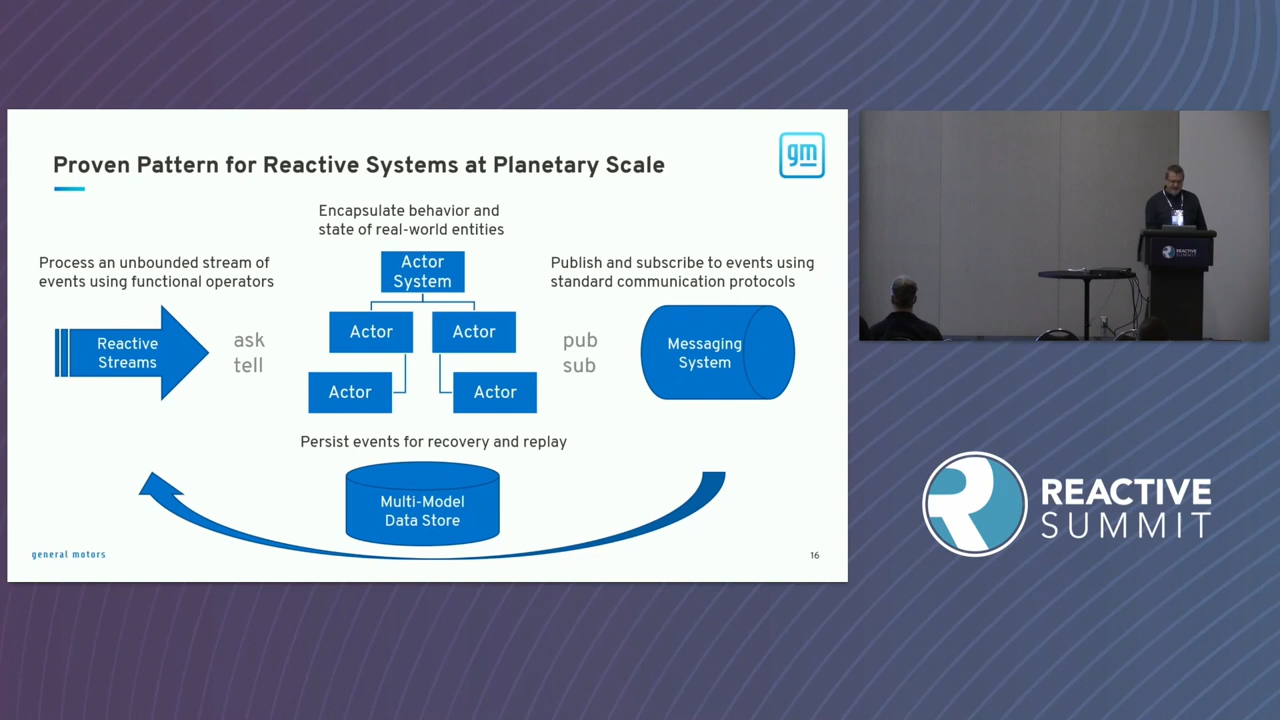 Proven Pattern for Reactive Systems at Planetary Scale
gm
Encapsulate behavior and
state of real-world entities
Process an unbounded stream of
events using functional operators
Actor
System
Publish and subscribe to events using
standard communication protocols
Reactive
Streams
ask
tell
Actor
Actor
Actor
Actor
pub
sub
Messaging
System
Persist events for recovery and replay
Multi-Model
Data Store
general motors
16
REACTIVE
SUMMIT
REACTIVE
SUMMIT